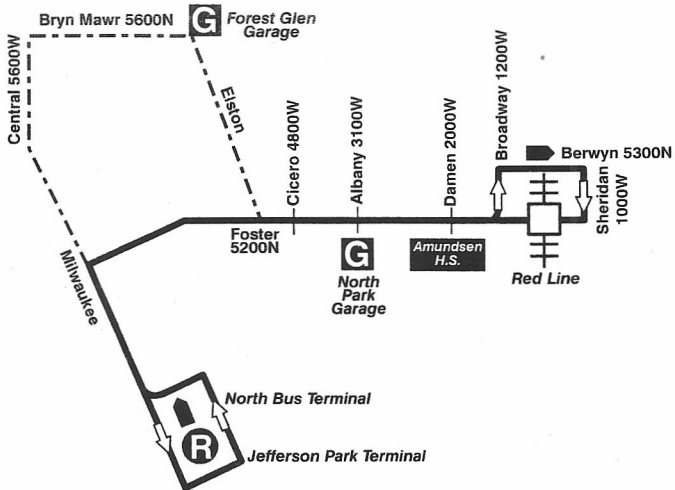 Bryn Mawr 5600N
G
Forest Glen
Garage
Central 5600W
Elston
Cicero 4800W
Albany 3100W
Damen 2000W
Broadway 1200W
Berwyn 5300N
Sheridan
1000W
Foster
5200N
G
North
Park
Garage
Amundsen
H.S.
Red Line
Milwaukee
North Bus Terminal
R
Jefferson Park Terminal